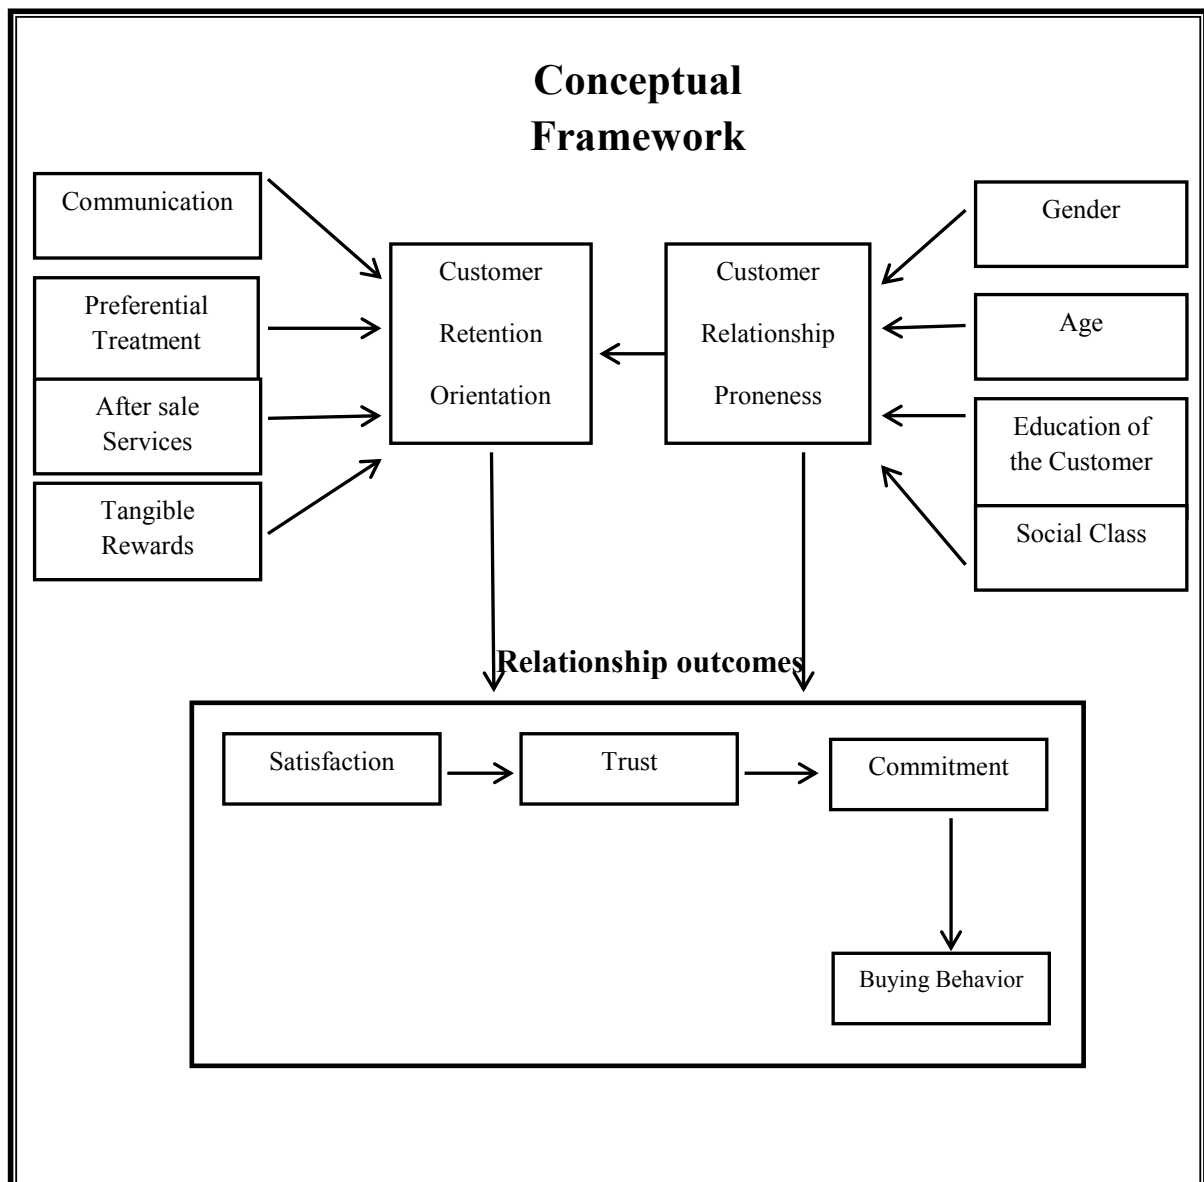 Conceptual
Framework
Communication
Preferential
Treatment
After sale
Services
Tangible
Rewards
Customer
Retention
Orientation
Customer
Relationship
Proneness
Gender
Age
Education of
the Customer
Social Class
Relationship outcomes
Satisfaction
Trust
Commitment
Buying Behavior